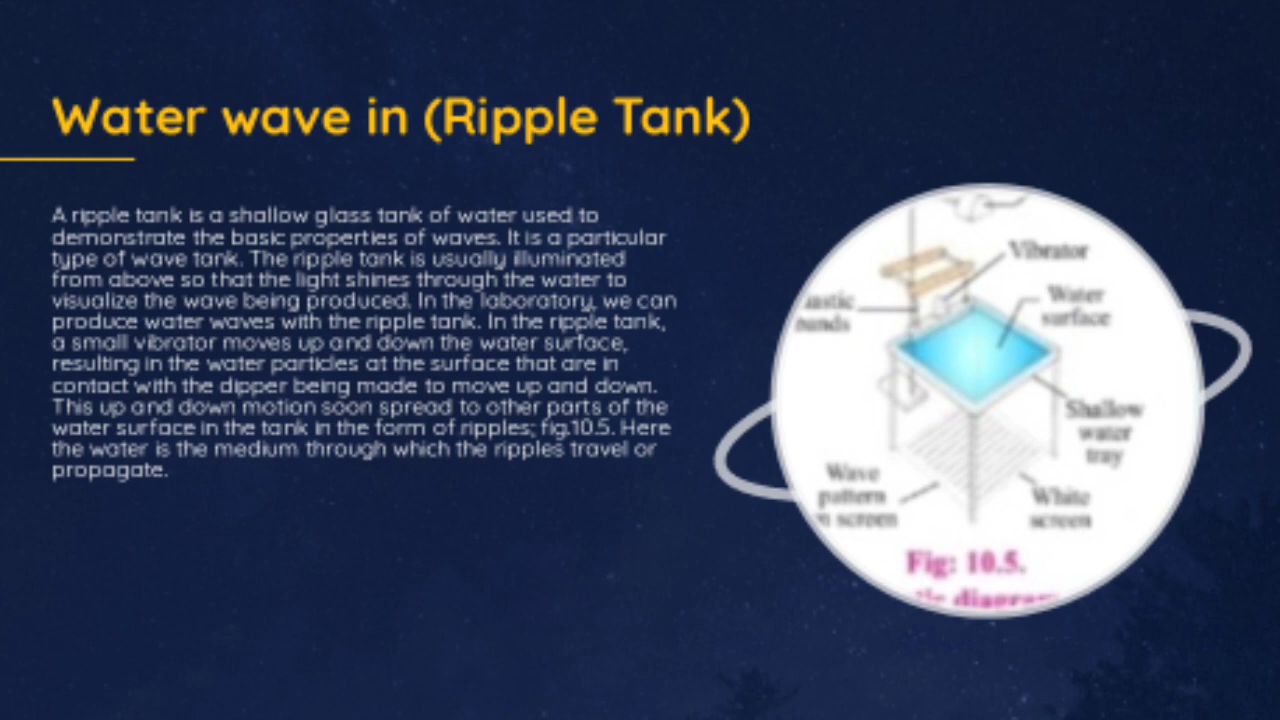 Water wave in (Ripple Tank)
A ripple tank is a shallow glass tank of water used to
demonstrate the basic properties of waves. It is a particular
type of wave tank. The ripple tank is usually illuminated
from above so that the light shines through the water to
visualize the wave being produced. In the laboratory, we can
produce water waves with the ripple tank. In the ripple tank,
a small vibrator moves up and down the water surface,
resulting in the water particles at the surface that are in
contact with the dipper being made to move up and down.
This up and down motion soon spread to other parts of the
water surface in the tank in the form of ripples; fig.10.5. Here
the water is the medium through which the ripples travel or
propagate.
Vibrator
Water
surface
Shallow
water
tray
Wave
pattern
screen
White
screen
Fig: 10.5.